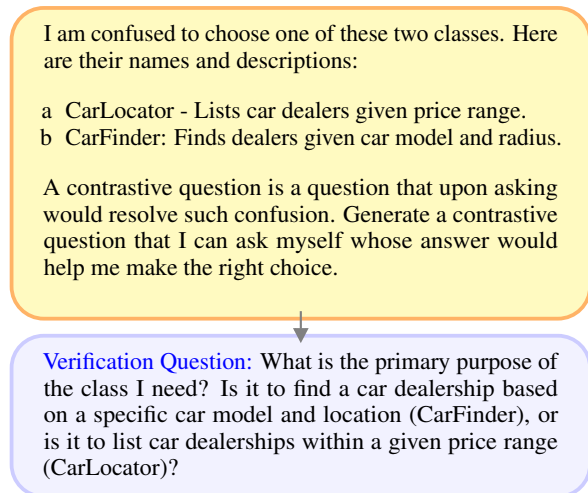 I am confused to choose one of these two classes. Here
are their names and descriptions:
a CarLocator - Lists car dealers given price range.
b CarFinder: Finds dealers given car model and radius.
A contrastive question is a question that upon asking
would resolve such confusion. Generate a contrastive
question that I can ask myself whose answer would
help me make the right choice.
Verification Question: What is the primary purpose of
the class I need? Is it to find a car dealership based
on a specific car model and location (CarFinder), or
is it to list car dealerships within a given price range
(CarLocator)?